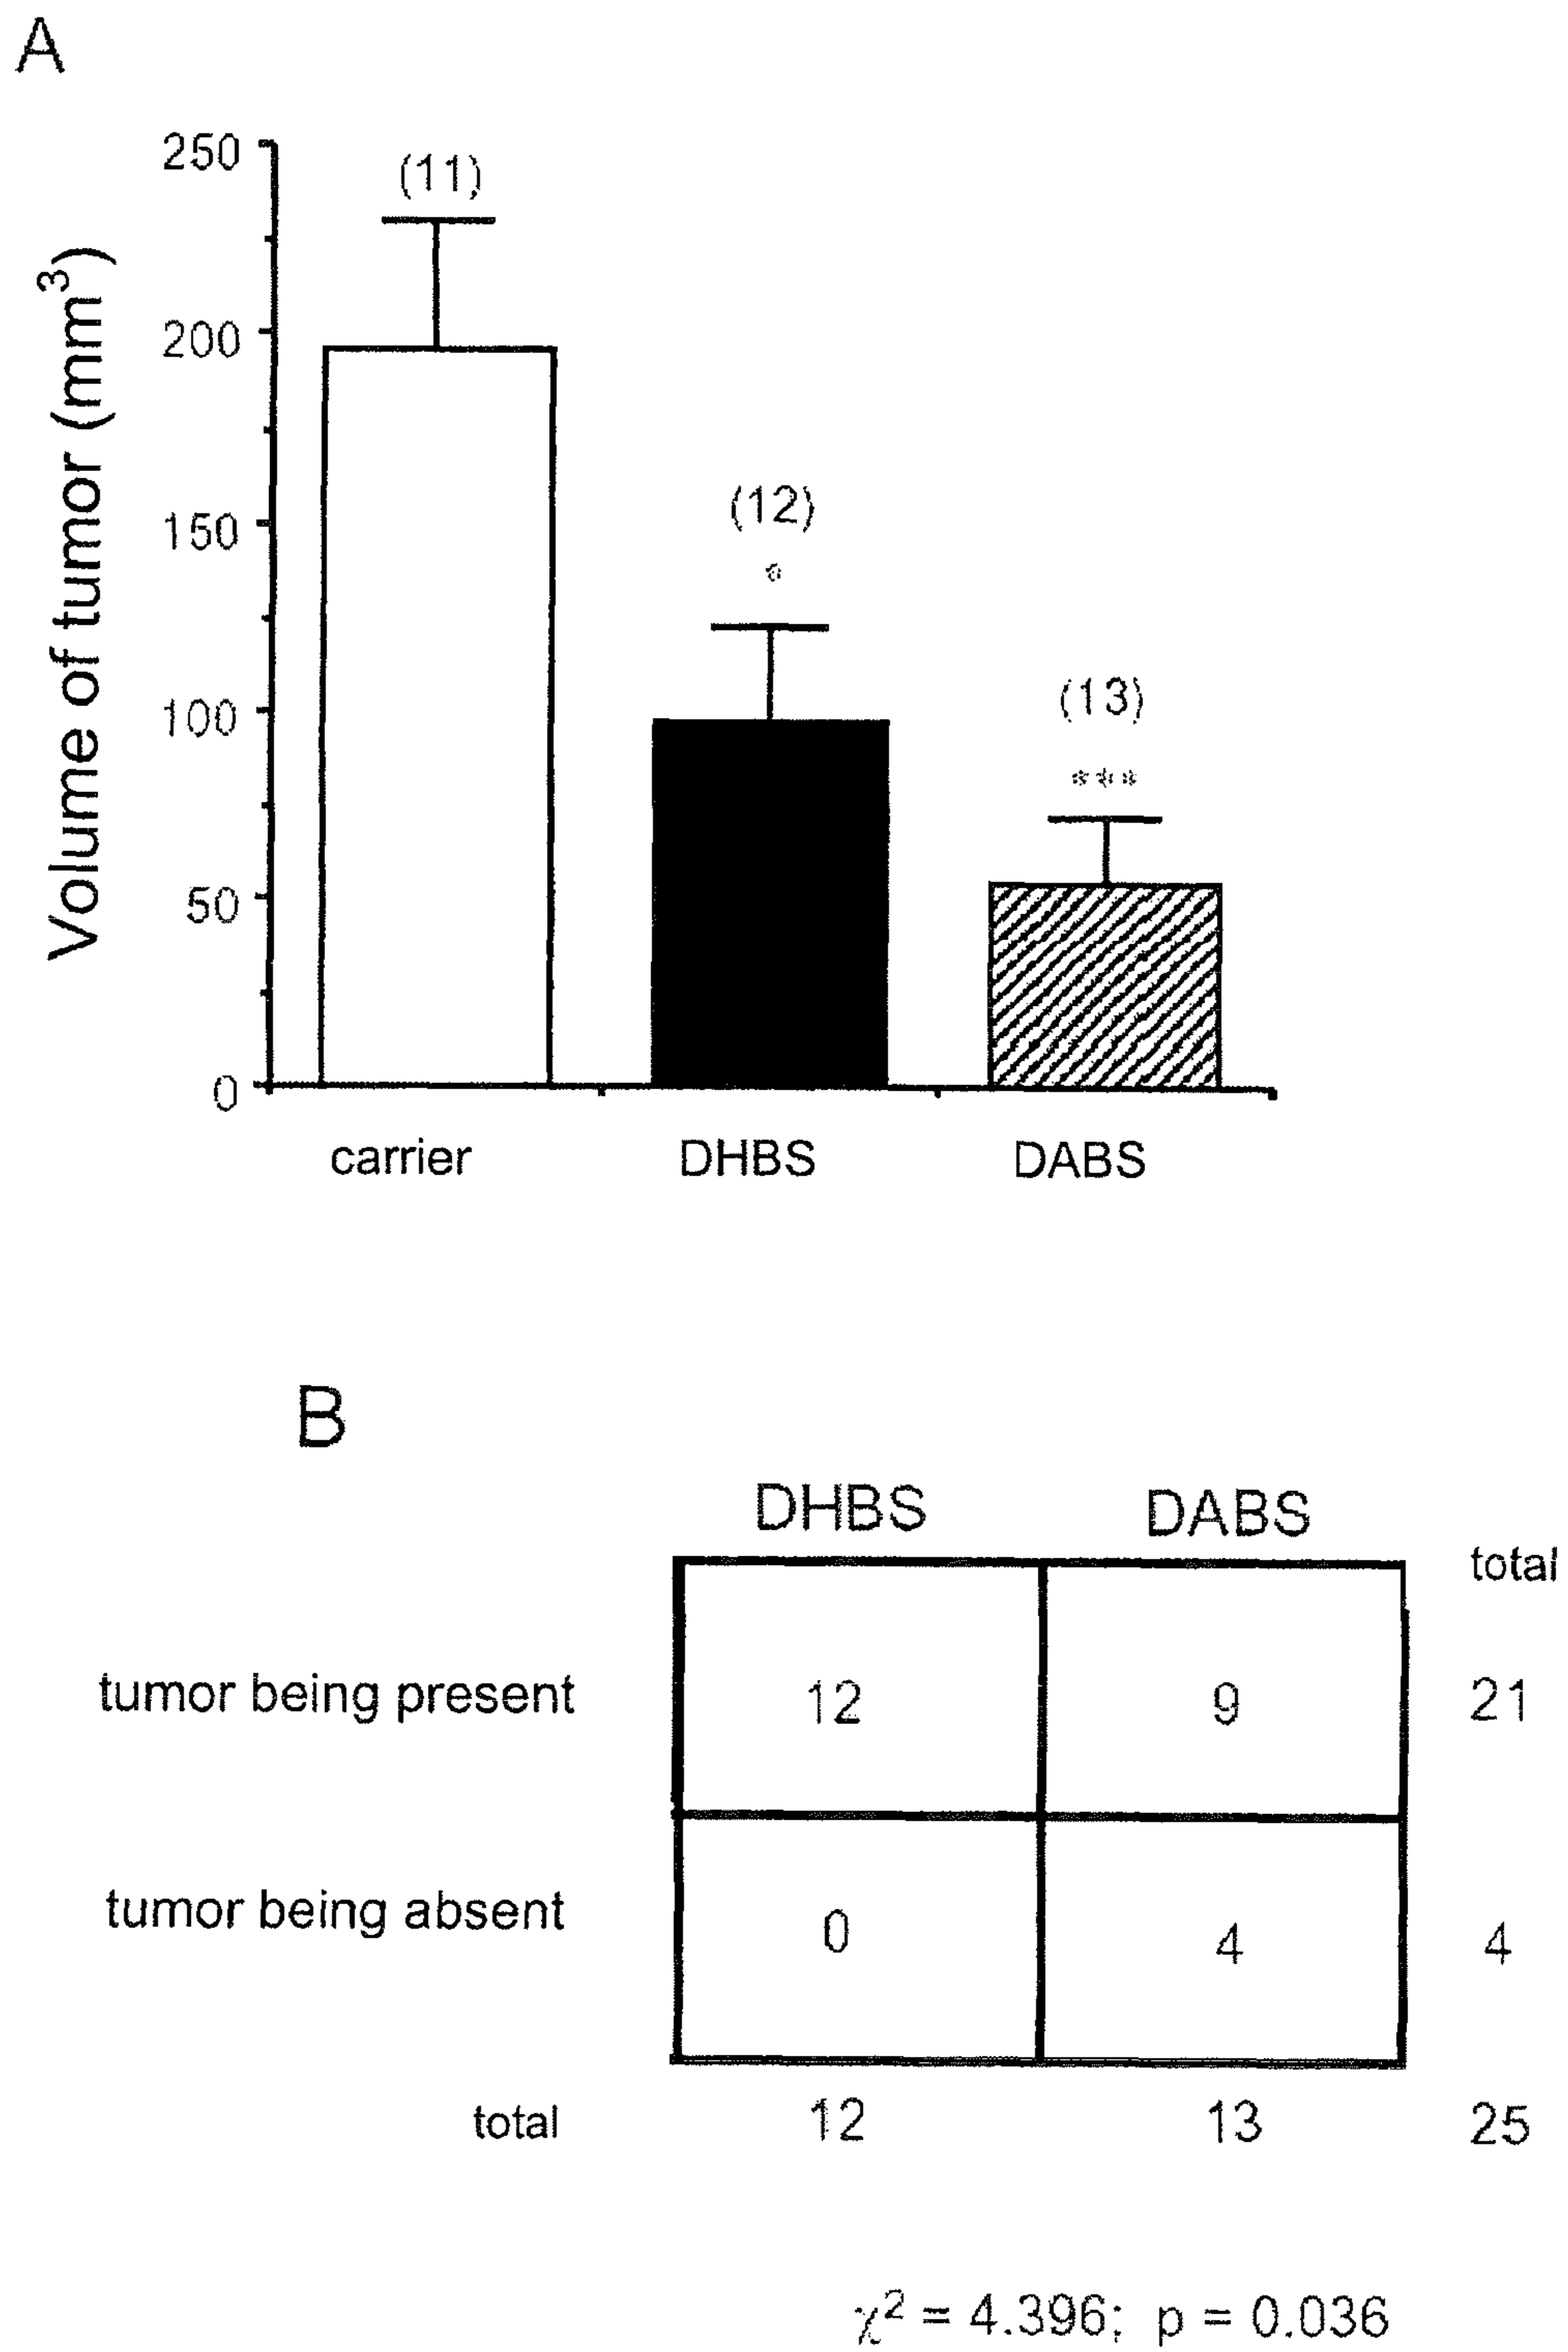 A
250
(11)
200
(12)
150
*
(13)
100
***
50
0
Volume of tumor (mm³)
carrier DHBS DABS
B
DHBS DABS total
tumor being present 12 9 21
tumor being absent 0 4 4
total 12 13 25
χ² = 4.396; p = 0.036